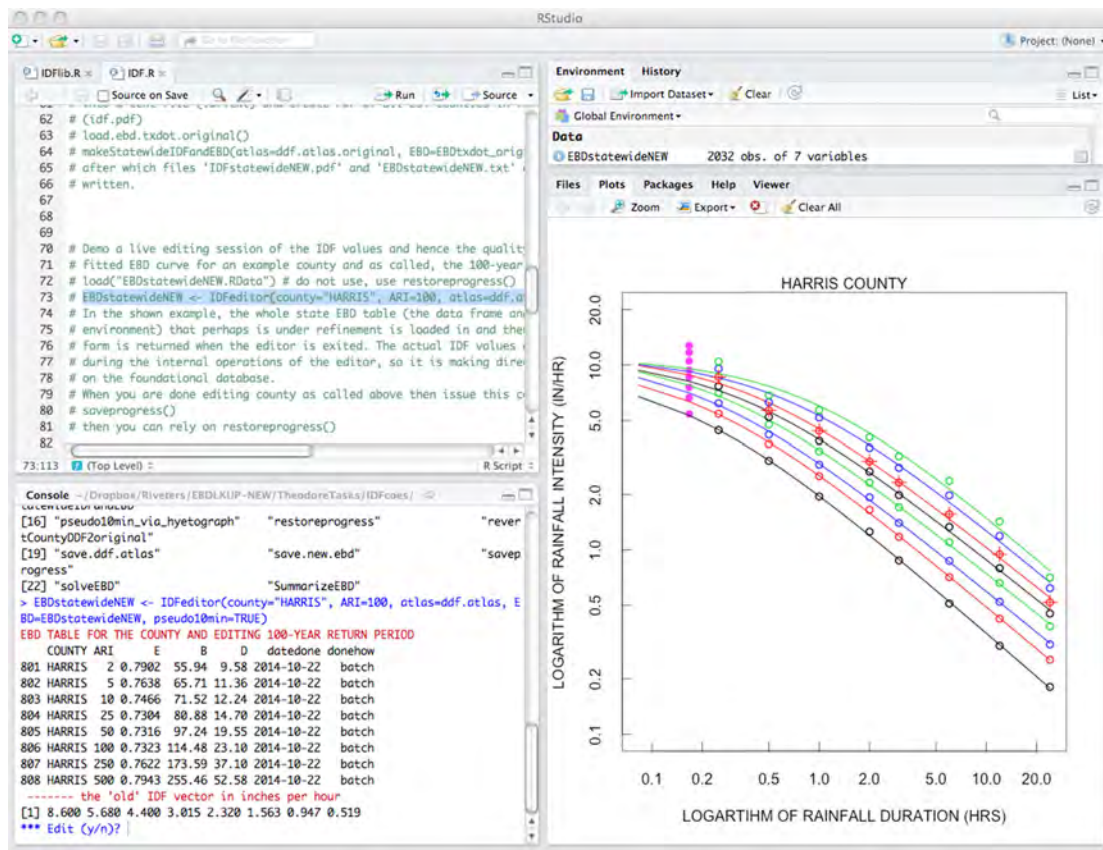 RStudio
Go to file/function
Project: (None)
IDFlib.R × IDF.R ×
Source on Save Run Source
62 # (idf.pdf)
63 # load.ebd.txdot.original()
64 # makeStatewideIDFandEBD(atlas=ddf.atlas.original, EBD=EBDtxdot_orig
65 # after which files 'IDFstatewideNEW.pdf' and 'EBDstatewideNEW.txt'
66 # written.
67
68
69
70 # Demo a live editing session of the IDF values and hence the quality
71 # fitted EBD curve for an example county and as called, the 100-year
72 # load("EBDstatewideNEW.RData") # do not use, use restoreprogress()
73 # EBDstatewideNEW <- IDFeditor(county="HARRIS", ARI=100, atlas=ddf.a
74 # In the shown example, the whole state EBD table (the data frame an
75 # environment) that perhaps is under refinement is loaded in and the
76 # form is returned when the editor is exited. The actual IDF values
77 # during the internal operations of the editor, so it is making dire
78 # on the foundational database.
79 # When you are done editing county as called above then issue this c
80 # saveprogress()
81 # then you can rely on restoreprogress()
82
73:113 (Top Level) R Script
Console ~/Dropbox/Riveters/EBDLKUP-NEW/TheodoreTasks/IDFcoes/
tatewideIDFandEBD"
[16] "pseudo10min_via_hyetograph" "restoreprogress" "rever
tCountyDDF2original"
[19] "save.ddf.atlas" "save.new.ebd" "savep
rogress"
[22] "solveEBD" "SummarizeEBD"
> EBDstatewideNEW <- IDFeditor(county="HARRIS", ARI=100, atlas=ddf.atlas, E
BD=EBDstatewideNEW, pseudo10min=TRUE)
EBD TABLE FOR THE COUNTY AND EDITING 100-YEAR RETURN PERIOD
COUNTY ARI E B D datedone donehow
801 HARRIS 2 0.7902 55.94 9.58 2014-10-22 batch
802 HARRIS 5 0.7638 65.71 11.36 2014-10-22 batch
803 HARRIS 10 0.7466 71.52 12.24 2014-10-22 batch
804 HARRIS 25 0.7304 80.88 14.70 2014-10-22 batch
805 HARRIS 50 0.7316 97.24 19.55 2014-10-22 batch
806 HARRIS 100 0.7323 114.48 23.10 2014-10-22 batch
807 HARRIS 250 0.7622 173.59 37.10 2014-10-22 batch
808 HARRIS 500 0.7943 255.46 52.58 2014-10-22 batch
------- the 'old' IDF vector in inches per hour
[1] 8.600 5.680 4.400 3.015 2.320 1.563 0.947 0.519
*** Edit (y/n)?
Environment History
Import Dataset Clear List
Global Environment
Data
EBDstatewideNEW 2032 obs. of 7 variables
Files Plots Packages Help Viewer
Zoom Export Clear All
HARRIS COUNTY
LOGARITHM OF RAINFALL INTENSITY (IN/HR)
20.0
10.0
5.0
2.0
1.0
0.5
0.2
0.1
0.1 0.2 0.5 1.0 2.0 5.0 10.0 20.0
LOGARTIHM OF RAINFALL DURATION (HRS)